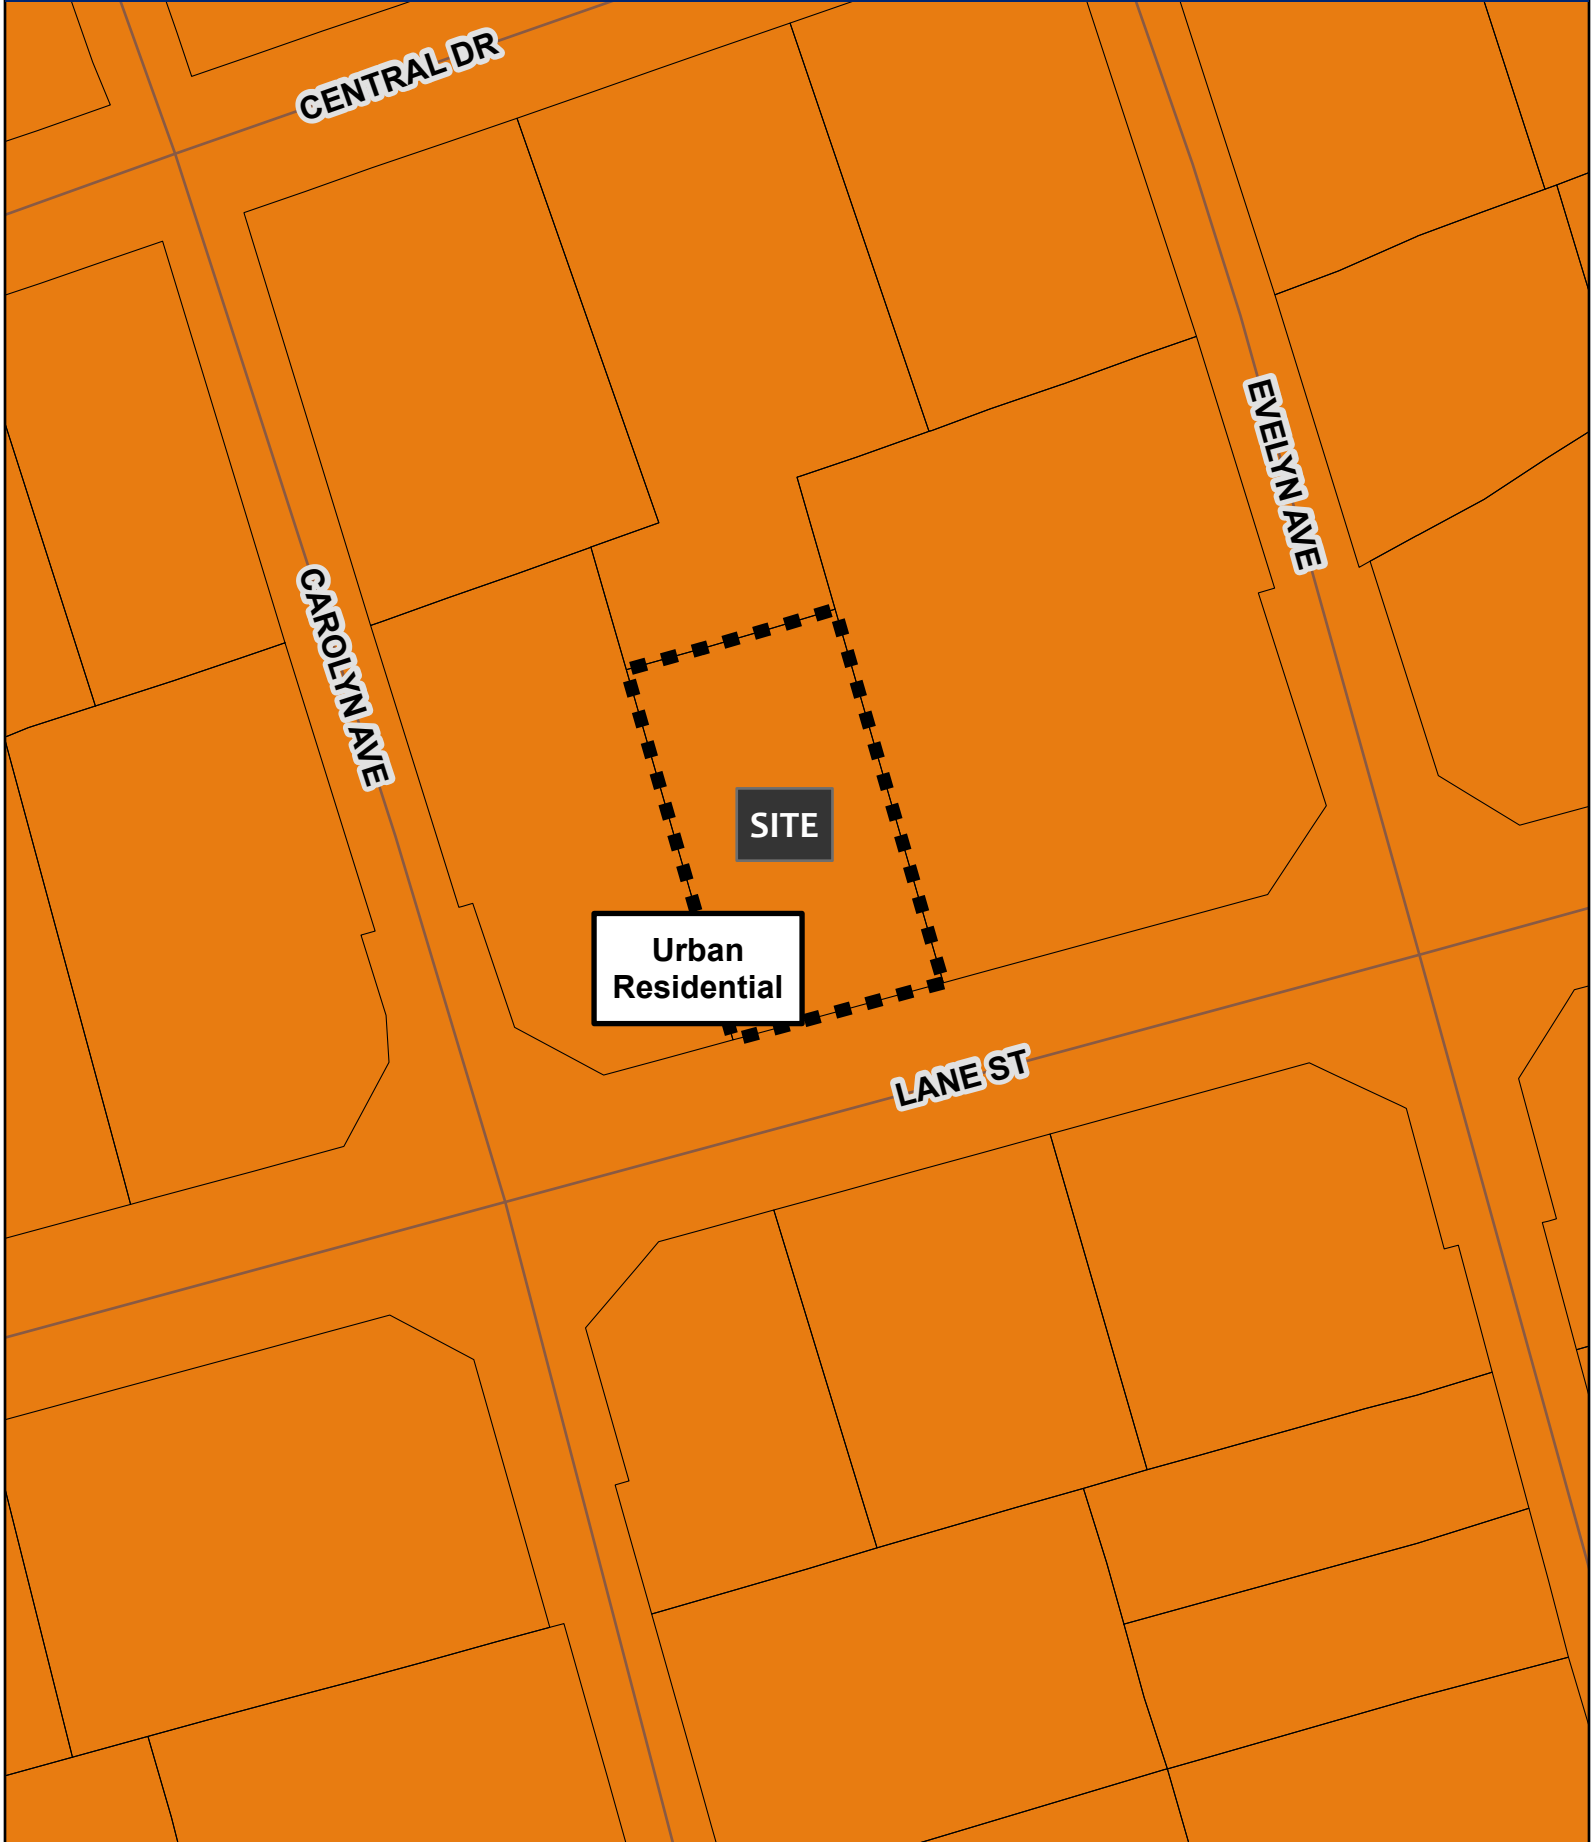 CENTRAL DR
EVELYN AVE
CAROLYN AVE
SITE
Urban
Residential
LANE ST